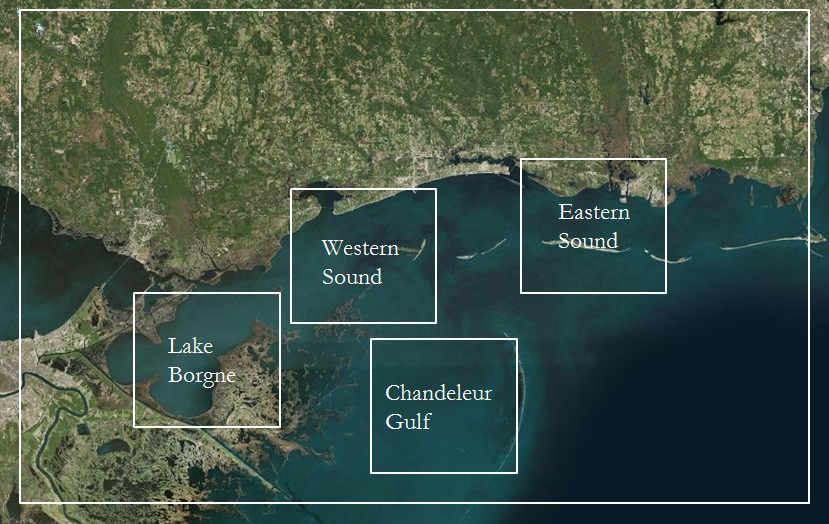 Western
Sound
Eastern
Sound
Lake
Borgne
Chandeleur
Gulf